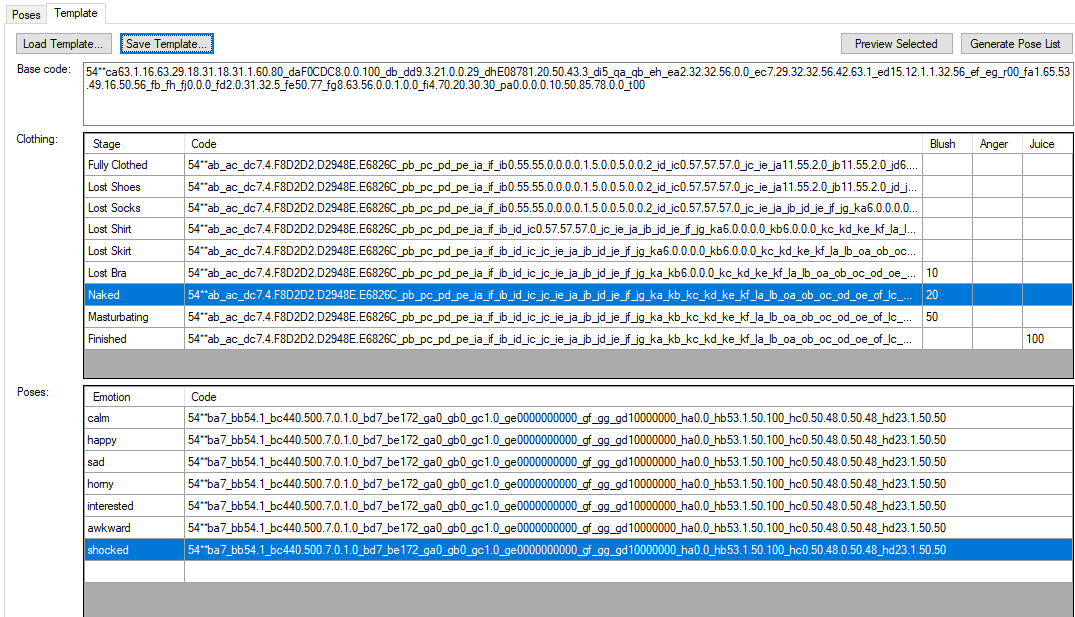 Poses Template
Load Template... Save Template... Preview Selected Generate Pose List
Base code: 54**ca63.1.16.63.29.18.31.18.31.1.60.80_daF0CDC8.0.0.100_db_dd9.3.21.0.0.29_dhE08781.20.50.43.3_di5_qa_qb_eh_ea2.32.32.56.0.0_ec7.29.32.32.56.42.63.1_ed15.12.1.1.32.56_ef_eg_r00_fa1.65.53
.49.16.50.56_fb_fh_fj0.0.0_fd2.0.31.32.5_fe50.77_fg8.63.56.0.0.1.0.0_fi4.70.20.30.30_pa0.0.0.0.10.50.85.78.0.0_t00
Clothing:
Stage Code Blush Anger Juice
Fully Clothed 54**ab_ac_dc7.4.F8D2D2.D2948E.E6826C_pb_pc_pd_pe_ia_if_ib0.55.55.0.0.0.0.1.5.0.0.5.0.0.2_id_ic0.57.57.57.0_jc_ie_ja11.55.2.0_jb11.55.2.0_jd6....
Lost Shoes 54**ab_ac_dc7.4.F8D2D2.D2948E.E6826C_pb_pc_pd_pe_ia_if_ib0.55.55.0.0.0.0.1.5.0.0.5.0.0.2_id_ic0.57.57.57.0_jc_ie_ja11.55.2.0_jb11.55.2.0_jd_j...
Lost Socks 54**ab_ac_dc7.4.F8D2D2.D2948E.E6826C_pb_pc_pd_pe_ia_if_ib0.55.55.0.0.0.0.1.5.0.0.5.0.0.2_id_ic0.57.57.57.0_jc_ie_ja_jb_jd_je_jf_jg_ka6.0.0.0.0...
Lost Shirt 54**ab_ac_dc7.4.F8D2D2.D2948E.E6826C_pb_pc_pd_pe_ia_if_ib_id_ic0.57.57.57.0_jc_ie_ja_jb_jd_je_jf_jg_ka6.0.0.0.0_kb6.0.0.0_kc_kd_ke_kf_la_l...
Lost Skirt 54**ab_ac_dc7.4.F8D2D2.D2948E.E6826C_pb_pc_pd_pe_ia_if_ib_id_ic_jc_ie_ja_jb_jd_je_jf_jg_ka6.0.0.0.0_kb6.0.0.0_kc_kd_ke_kf_la_lb_oa_ob_oc...
Lost Bra 54**ab_ac_dc7.4.F8D2D2.D2948E.E6826C_pb_pc_pd_pe_ia_if_ib_id_ic_jc_ie_ja_jb_jd_je_jf_jg_ka_kb6.0.0.0_kc_kd_ke_kf_la_lb_oa_ob_oc_od_oe_... 10
Naked 54**ab_ac_dc7.4.F8D2D2.D2948E.E6826C_pb_pc_pd_pe_ia_if_ib_id_ic_jc_ie_ja_jb_jd_je_jf_jg_ka_kb_kc_kd_ke_kf_la_lb_oa_ob_oc_od_oe_of_lc_... 20
Masturbating 54**ab_ac_dc7.4.F8D2D2.D2948E.E6826C_pb_pc_pd_pe_ia_if_ib_id_ic_jc_ie_ja_jb_jd_je_jf_jg_ka_kb_kc_kd_ke_kf_la_lb_oa_ob_oc_od_oe_of_lc_... 50
Finished 54**ab_ac_dc7.4.F8D2D2.D2948E.E6826C_pb_pc_pd_pe_ia_if_ib_id_ic_jc_ie_ja_jb_jd_je_jf_jg_ka_kb_kc_kd_ke_kf_la_lb_oa_ob_oc_od_oe_of_lc_... 100
Poses:
Emotion Code
calm 54**ba7_bb54.1_bc440.500.7.0.1.0_bd7_be172_ga0_gb0_gc1.0_ge0000000000_gf_gg_gd10000000_ha0.0_hb53.1.50.100_hc0.50.48.0.50.48_hd23.1.50.50
happy 54**ba7_bb54.1_bc440.500.7.0.1.0_bd7_be172_ga0_gb0_gc1.0_ge0000000000_gf_gg_gd10000000_ha0.0_hb53.1.50.100_hc0.50.48.0.50.48_hd23.1.50.50
sad 54**ba7_bb54.1_bc440.500.7.0.1.0_bd7_be172_ga0_gb0_gc1.0_ge0000000000_gf_gg_gd10000000_ha0.0_hb53.1.50.100_hc0.50.48.0.50.48_hd23.1.50.50
horny 54**ba7_bb54.1_bc440.500.7.0.1.0_bd7_be172_ga0_gb0_gc1.0_ge0000000000_gf_gg_gd10000000_ha0.0_hb53.1.50.100_hc0.50.48.0.50.48_hd23.1.50.50
interested 54**ba7_bb54.1_bc440.500.7.0.1.0_bd7_be172_ga0_gb0_gc1.0_ge0000000000_gf_gg_gd10000000_ha0.0_hb53.1.50.100_hc0.50.48.0.50.48_hd23.1.50.50
awkward 54**ba7_bb54.1_bc440.500.7.0.1.0_bd7_be172_ga0_gb0_gc1.0_ge0000000000_gf_gg_gd10000000_ha0.0_hb53.1.50.100_hc0.50.48.0.50.48_hd23.1.50.50
shocked 54**ba7_bb54.1_bc440.500.7.0.1.0_bd7_be172_ga0_gb0_gc1.0_ge0000000000_gf_gg_gd10000000_ha0.0_hb53.1.50.100_hc0.50.48.0.50.48_hd23.1.50.50